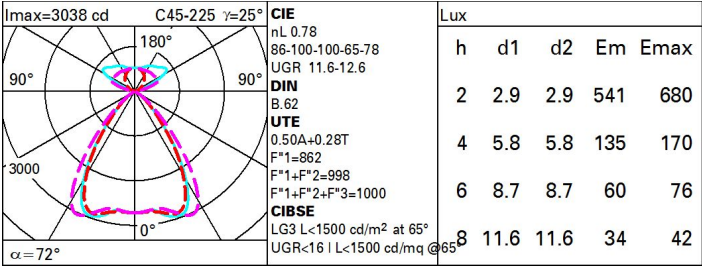 Imax=3038 cd C45-225 γ=25°
180°
90° 90°
3000
0°
α=72°
CIE
nL 0.78
86-100-100-65-78
UGR 11.6-12.6
DIN
B.62
UTE
0.50A+0.28T
F"1=862
F"1+F"2=998
F"1+F"2+F"3=1000
CIBSE
LG3 L<1500 cd/m² at 65°
UGR<16 | L<1500 cd/mq @65°
Lux
h d1 d2 Em Emax
2 2.9 2.9 541 680
4 5.8 5.8 135 170
6 8.7 8.7 60 76
8 11.6 11.6 34 42